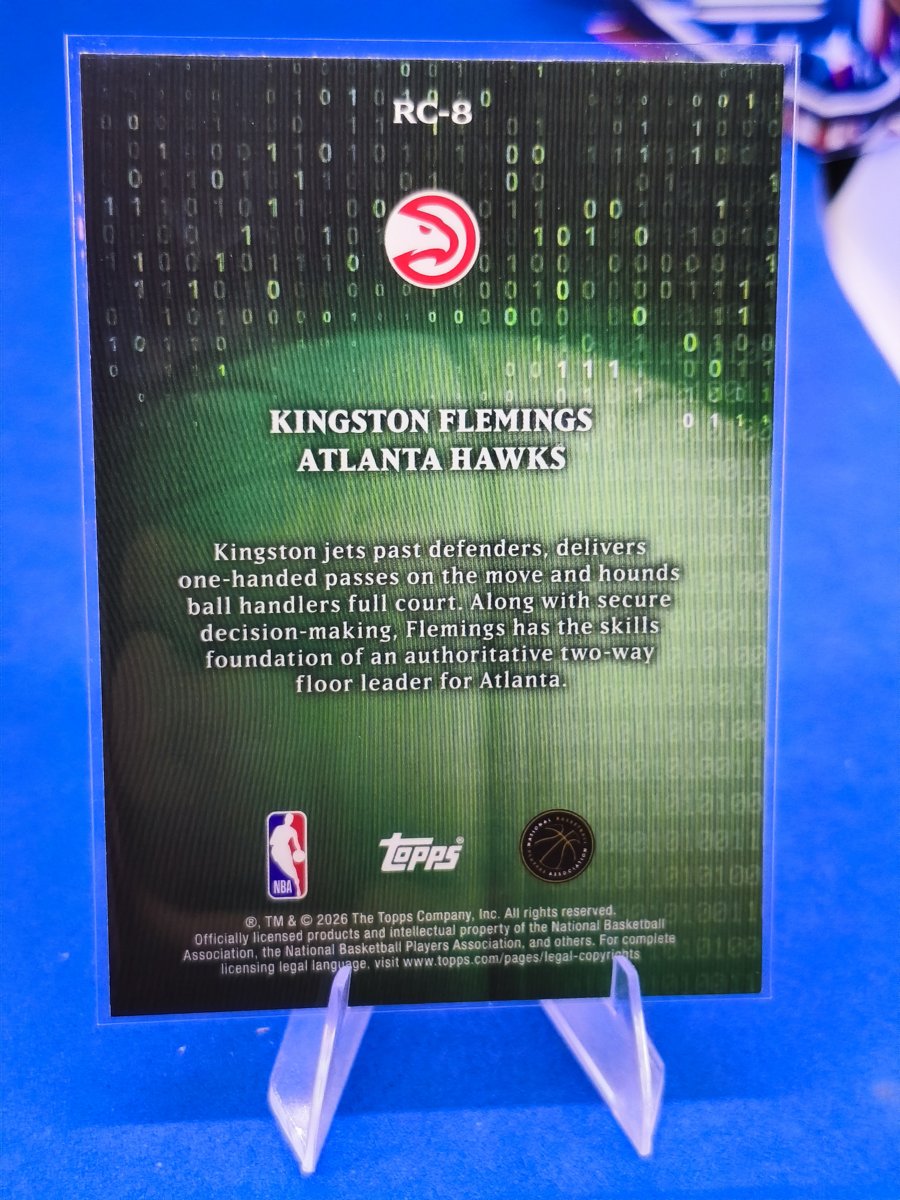 RC-8
KINGSTON FLEMINGS
ATLANTA HAWKS
Kingston jets past defenders, delivers
one-handed passes on the move and hounds
ball handlers full court. Along with secure
decision-making, Flemings has the skills
foundation of an authoritative two-way
floor leader for Atlanta.
NBA
topps®
NATIONAL BASKETBALL
PLAYERS ASSOCIATION
®, TM & © 2026 The Topps Company, Inc. All rights reserved.
Officially licensed products and intellectual property of the National Basketball
Association, the National Basketball Players Association, and others. For complete
licensing legal language, visit www.topps.com/pages/legal-copyrights